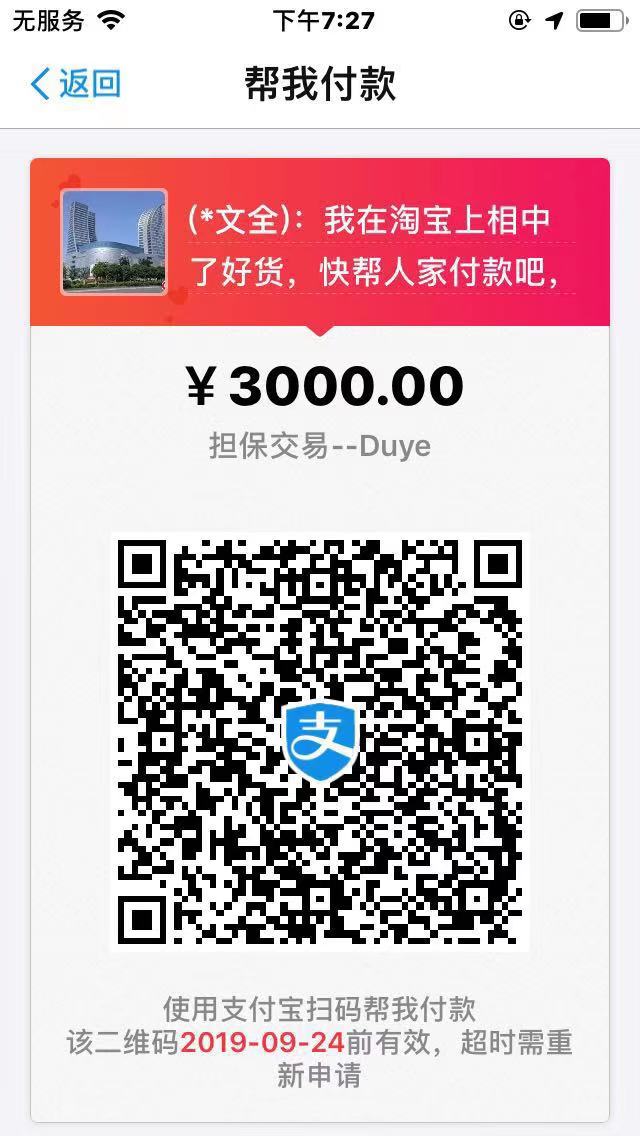 无服务 下午7:27
返回 帮我付款
(*文全)：我在淘宝上相中
了好货，快帮人家付款吧，
￥3000.00
担保交易--Duye
支
使用支付宝扫码帮我付款
该二维码2019-09-24前有效，超时需重
新申请